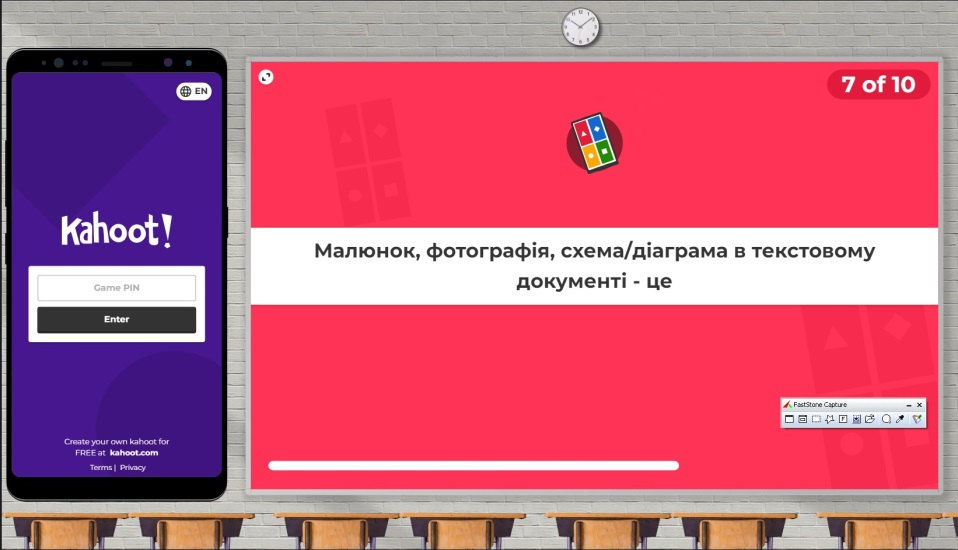 EN
Kahoot!
Game PIN
Enter
Create your own kahoot for
FREE at kahoot.com
Terms | Privacy
7 of 10
Малюнок, фотографія, схема/діаграма в текстовому
документі - це
FastStone Capture